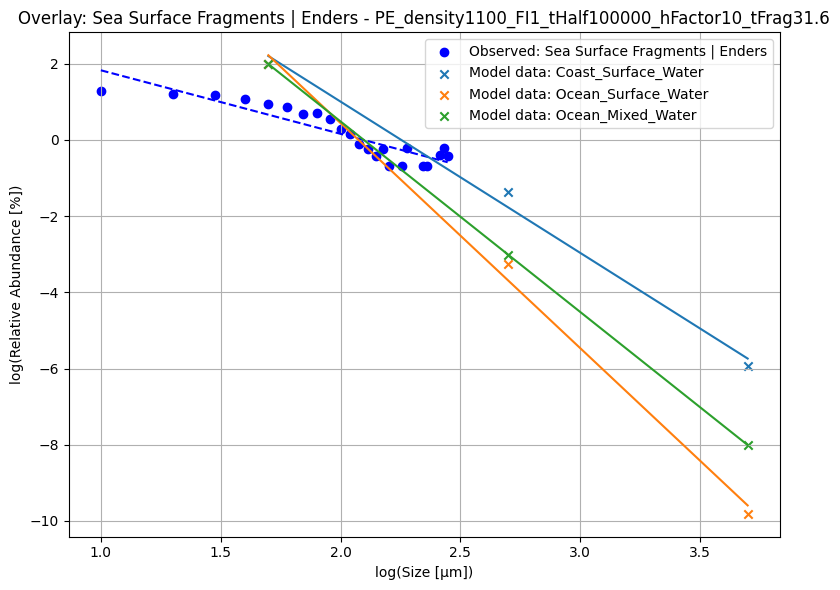 Overlay: Sea Surface Fragments | Enders - PE_density1100_FI1_tHalf100000_hFactor10_tFrag31.6
Observed: Sea Surface Fragments | Enders
Model data: Coast_Surface_Water
Model data: Ocean_Surface_Water
Model data: Ocean_Mixed_Water
log(Relative Abundance [%])
2
0
−2
−4
−6
−8
−10
1.0 1.5 2.0 2.5 3.0 3.5
log(Size [μm])